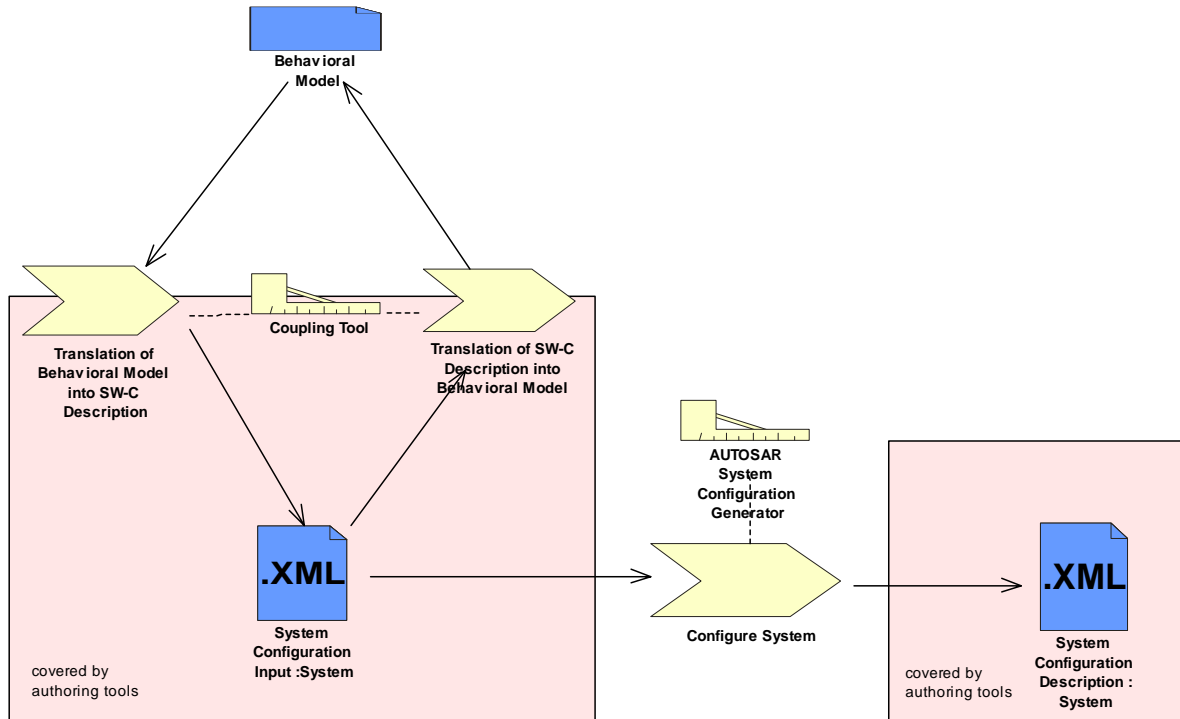 Behavioral
Model
Coupling Tool
Translation of
Behavioral Model
into SW-C
Description
Translation of SW-C
Description into
Behavioral Model
AUTOSAR
System
Configuration
Generator
.XML
System
Configuration
Input :System
covered by
authoring tools
Configure System
.XML
System
Configuration
Description :
System
covered by
authoring tools